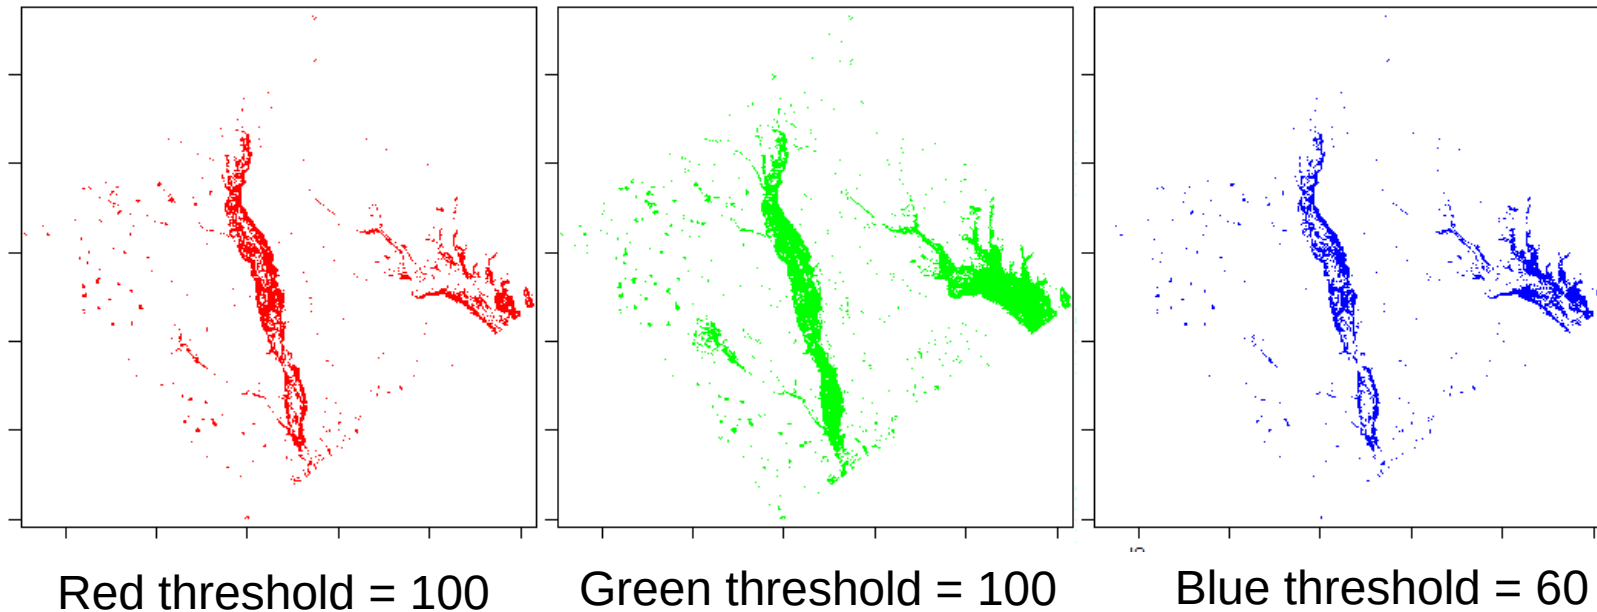 Red threshold = 100
Green threshold = 100
Blue threshold = 60